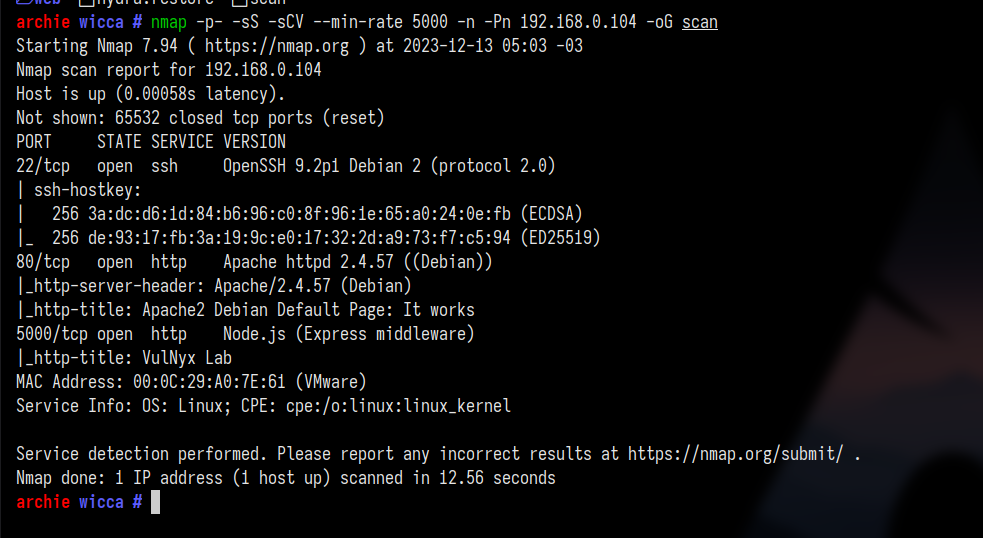 web hydra.restore scan
archie wicca # nmap -p- -sS -sCV --min-rate 5000 -n -Pn 192.168.0.104 -oG scan
Starting Nmap 7.94 ( https://nmap.org ) at 2023-12-13 05:03 -03
Nmap scan report for 192.168.0.104
Host is up (0.00058s latency).
Not shown: 65532 closed tcp ports (reset)
PORT     STATE SERVICE VERSION
22/tcp   open  ssh     OpenSSH 9.2p1 Debian 2 (protocol 2.0)
| ssh-hostkey:
|   256 3a:dc:d6:1d:84:b6:96:c0:8f:96:1e:65:a0:24:0e:fb (ECDSA)
|_  256 de:93:17:fb:3a:19:9c:e0:17:32:2d:a9:73:f7:c5:94 (ED25519)
80/tcp   open  http    Apache httpd 2.4.57 ((Debian))
|_http-server-header: Apache/2.4.57 (Debian)
|_http-title: Apache2 Debian Default Page: It works
5000/tcp open  http    Node.js (Express middleware)
|_http-title: VulNyx Lab
MAC Address: 00:0C:29:A0:7E:61 (VMware)
Service Info: OS: Linux; CPE: cpe:/o:linux:linux_kernel
Service detection performed. Please report any incorrect results at https://nmap.org/submit/ .
Nmap done: 1 IP address (1 host up) scanned in 12.56 seconds
archie wicca #